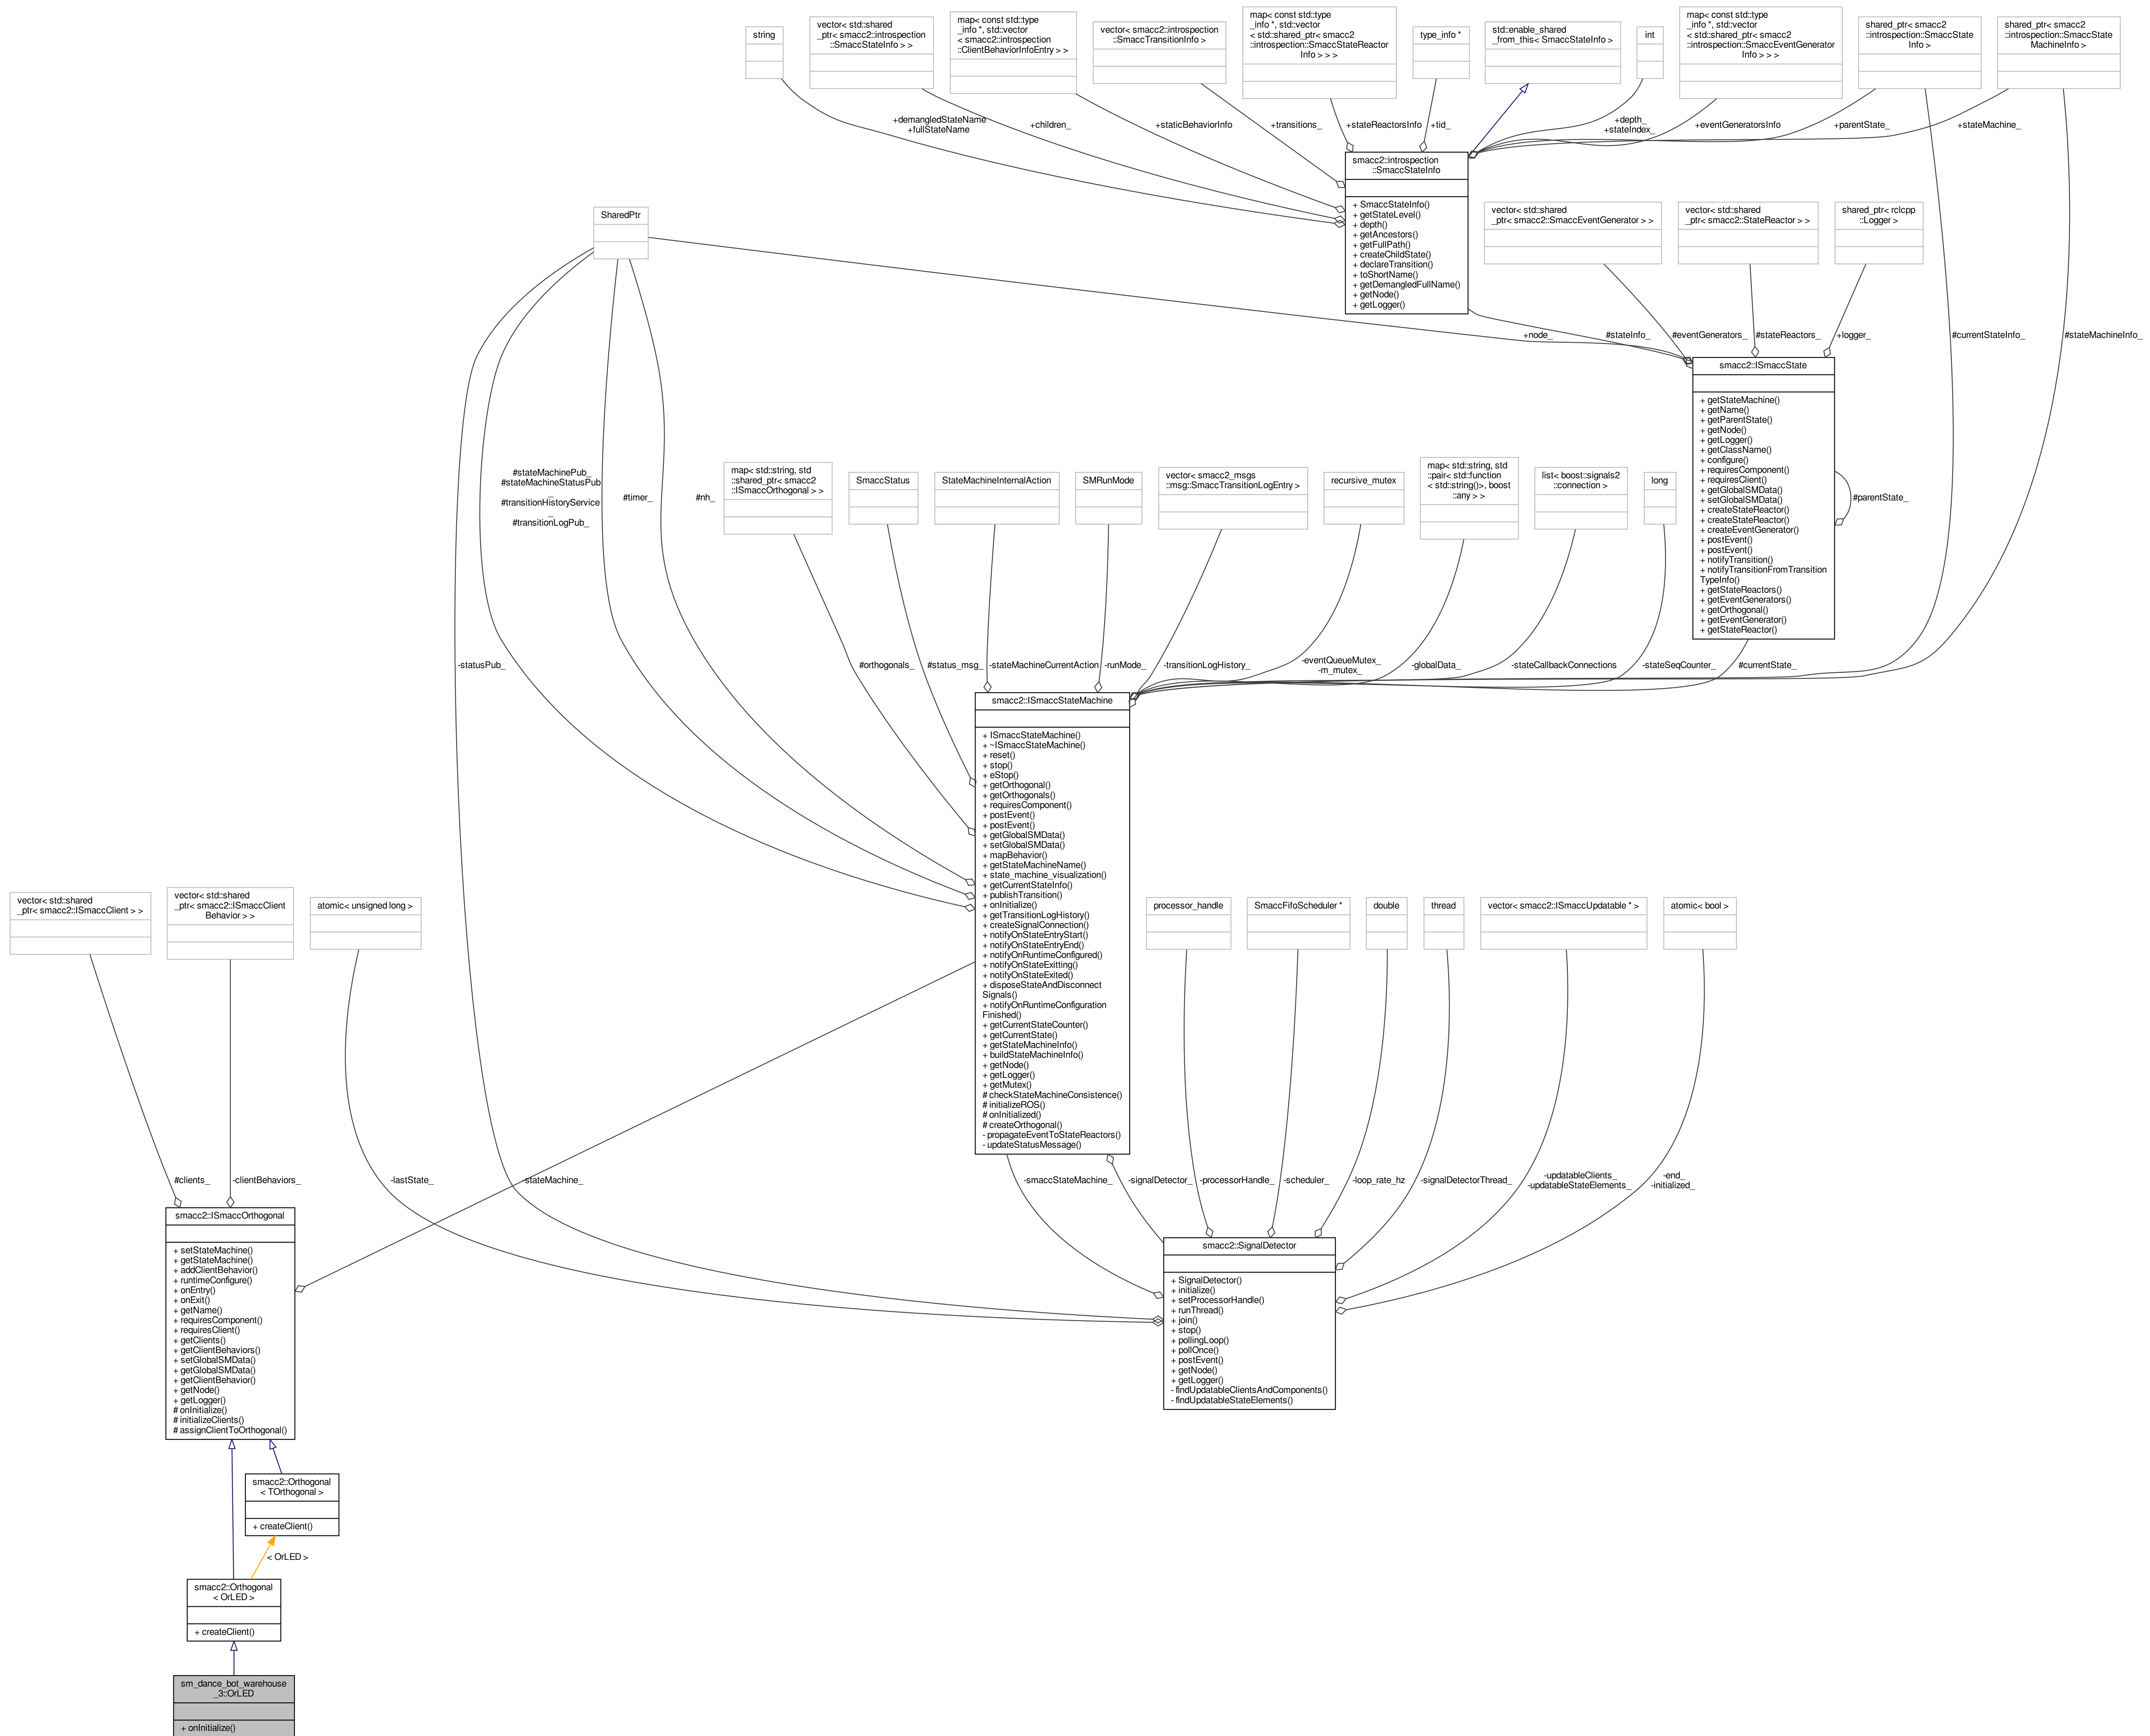 string
vector< std::shared
_ptr< smacc2::introspection
::SmaccStateInfo > >
map< const std::type
_info *, std::vector
< smacc2::introspection
::ClientBehaviorInfoEntry > >
vector< smacc2::introspection
::SmaccTransitionInfo >
map< const std::type
_info *, std::vector
< std::shared_ptr< smacc2
::introspection::SmaccStateReactor
Info > > >
type_info *
std::enable_shared
_from_this< SmaccStateInfo >
int
map< const std::type
_info *, std::vector
< std::shared_ptr< smacc2
::introspection::SmaccEventGenerator
Info > > >
shared_ptr< smacc2
::introspection::SmaccState
Info >
shared_ptr< smacc2
::introspection::SmaccState
MachineInfo >
+demangledStateName
+fullStateName
+children_
+staticBehaviorInfo
+transitions_
+stateReactorsInfo
+tid_
+depth_
+stateIndex_
+eventGeneratorsInfo
+parentState_
+stateMachine_
smacc2::introspection
::SmaccStateInfo
+ SmaccStateInfo()
+ getStateLevel()
+ depth()
+ getAncestors()
+ getFullPath()
+ createChildState()
+ declareTransition()
+ toShortName()
+ getDemangledFullName()
+ getNode()
+ getLogger()
SharedPtr
vector< std::shared
_ptr< smacc2::SmaccEventGenerator > >
vector< std::shared
_ptr< smacc2::StateReactor > >
shared_ptr< rclcpp
::Logger >
+node_
#stateInfo_
#eventGenerators_
#stateReactors_
+logger_
#currentStateInfo_
#stateMachineInfo_
smacc2::ISmaccState
+ getStateMachine()
+ getName()
+ getParentState()
+ getNode()
+ getLogger()
+ getClassName()
+ configure()
+ requiresComponent()
+ requiresClient()
+ getGlobalSMData()
+ setGlobalSMData()
+ createStateReactor()
+ createStateReactor()
+ createEventGenerator()
+ postEvent()
+ postEvent()
+ notifyTransition()
+ notifyTransitionFromTransition
TypeInfo()
+ getStateReactors()
+ getEventGenerators()
+ getOrthogonal()
+ getEventGenerator()
+ getStateReactor()
#parentState_
#stateMachinePub_
#stateMachineStatusPub
_
#transitionHistoryService
_
#transitionLogPub_
#timer_
#nh_
map< std::string, std
::shared_ptr< smacc2
::ISmaccOrthogonal > >
SmaccStatus
StateMachineInternalAction
SMRunMode
vector< smacc2_msgs
::msg::SmaccTransitionLogEntry >
recursive_mutex
map< std::string, std
::pair< std::function
< std::string()>, boost
::any > >
list< boost::signals2
::connection >
long
-statusPub_
#orthogonals_
#status_msg_
-stateMachineCurrentAction
-runMode_
-transitionLogHistory_
-eventQueueMutex_
-m_mutex_
-globalData_
-stateCallbackConnections
-stateSeqCounter_
#currentState_
smacc2::ISmaccStateMachine
+ ISmaccStateMachine()
+ ~ISmaccStateMachine()
+ reset()
+ stop()
+ eStop()
+ getOrthogonal()
+ getOrthogonals()
+ requiresComponent()
+ postEvent()
+ postEvent()
+ getGlobalSMData()
+ setGlobalSMData()
+ mapBehavior()
+ getStateMachineName()
+ state_machine_visualization()
+ getCurrentStateInfo()
+ publishTransition()
+ onInitialize()
+ getTransitionLogHistory()
+ createSignalConnection()
+ notifyOnStateEntryStart()
+ notifyOnStateEntryEnd()
+ notifyOnRuntimeConfigured()
+ notifyOnStateExitting()
+ notifyOnStateExited()
+ disposeStateAndDisconnect
Signals()
+ notifyOnRuntimeConfiguration
Finished()
+ getCurrentStateCounter()
+ getCurrentState()
+ getStateMachineInfo()
+ buildStateMachineInfo()
+ getNode()
+ getLogger()
+ getMutex()
# checkStateMachineConsistence()
# initializeROS()
# onInitialized()
# createOrthogonal()
- propagateEventToStateReactors()
- updateStatusMessage()
vector< std::shared
_ptr< smacc2::ISmaccClient > >
vector< std::shared
_ptr< smacc2::ISmaccClient
Behavior > >
atomic< unsigned long >
processor_handle
SmaccFifoScheduler *
double
thread
vector< smacc2::ISmaccUpdatable * >
atomic< bool >
#clients_
-clientBehaviors_
-lastState_
-stateMachine_
-smaccStateMachine_
-signalDetector_
-processorHandle_
-scheduler_
-loop_rate_hz
-signalDetectorThread_
-updatableClients_
-updatableStateElements_
-end_
-initialized_
smacc2::ISmaccOrthogonal
+ setStateMachine()
+ getStateMachine()
+ addClientBehavior()
+ runtimeConfigure()
+ onEntry()
+ onExit()
+ getName()
+ requiresComponent()
+ requiresClient()
+ getClients()
+ getClientBehaviors()
+ setGlobalSMData()
+ getGlobalSMData()
+ getClientBehavior()
+ getNode()
+ getLogger()
# onInitialize()
# initializeClients()
# assignClientToOrthogonal()
smacc2::SignalDetector
+ SignalDetector()
+ initialize()
+ setProcessorHandle()
+ runThread()
+ join()
+ stop()
+ pollingLoop()
+ pollOnce()
+ postEvent()
+ getNode()
+ getLogger()
- findUpdatableClientsAndComponents()
- findUpdatableStateElements()
smacc2::Orthogonal
< TOrthogonal >
+ createClient()
< OrLED >
smacc2::Orthogonal
< OrLED >
+ createClient()
sm_dance_bot_warehouse
_3::OrLED
+ onInitialize()